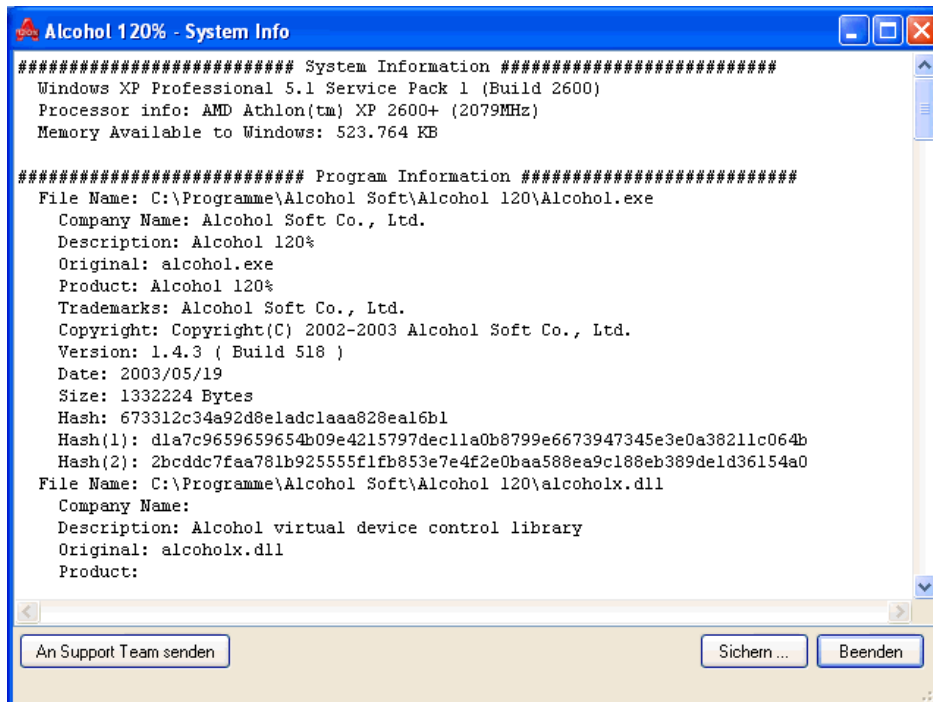 Alcohol 120% - System Info
########################### System Information ###########################
Windows XP Professional 5.1 Service Pack 1 (Build 2600)
Processor info: AMD Athlon(tm) XP 2600+ (2079MHz)
Memory Available to Windows: 523.764 KB
############################ Program Information ###########################
File Name: C:\Programme\Alcohol Soft\Alcohol 120\Alcohol.exe
Company Name: Alcohol Soft Co., Ltd.
Description: Alcohol 120%
Original: alcohol.exe
Product: Alcohol 120%
Trademarks: Alcohol Soft Co., Ltd.
Copyright: Copyright(C) 2002-2003 Alcohol Soft Co., Ltd.
Version: 1.4.3 ( Build 518 )
Date: 2003/05/19
Size: 1332224 Bytes
Hash: 673312c34a92d8e1adc1aaa828ea16b1
Hash(1): d1a7c9659659654b09e4215797dec11a0b8799e6673947345e3e0a38211c064b
Hash(2): 2bcddc7faa781b925555f1fb853e7e4f2e0baa588ea9c188eb389de1d36154a0
File Name: C:\Programme\Alcohol Soft\Alcohol 120\alcoholx.dll
Company Name:
Description: Alcohol virtual device control library
Original: alcoholx.dll
Product:
An Support Team senden
Sichern ...
Beenden